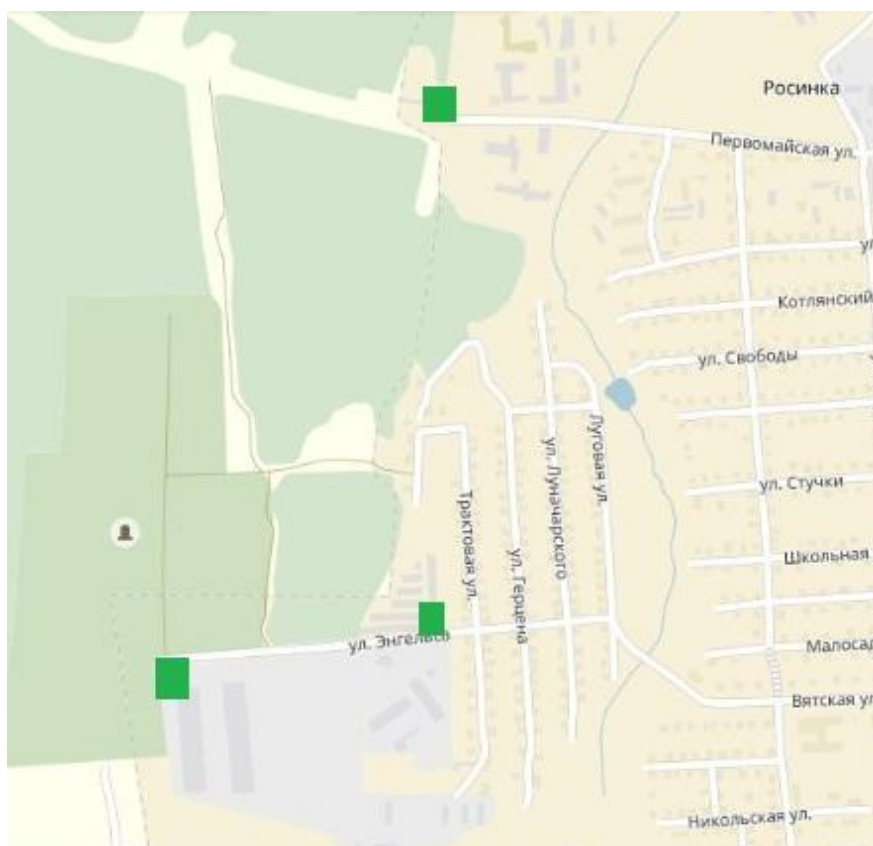 Росинка
Первомайская ул.
Котлянский
ул. Свободы
Луговая ул.
ул. Луначарского
ул. Стучки
Трактовая ул.
ул. Герцена
Школьная
ул. Энгельса
Малосад
Вятская ул
Никольская ул.